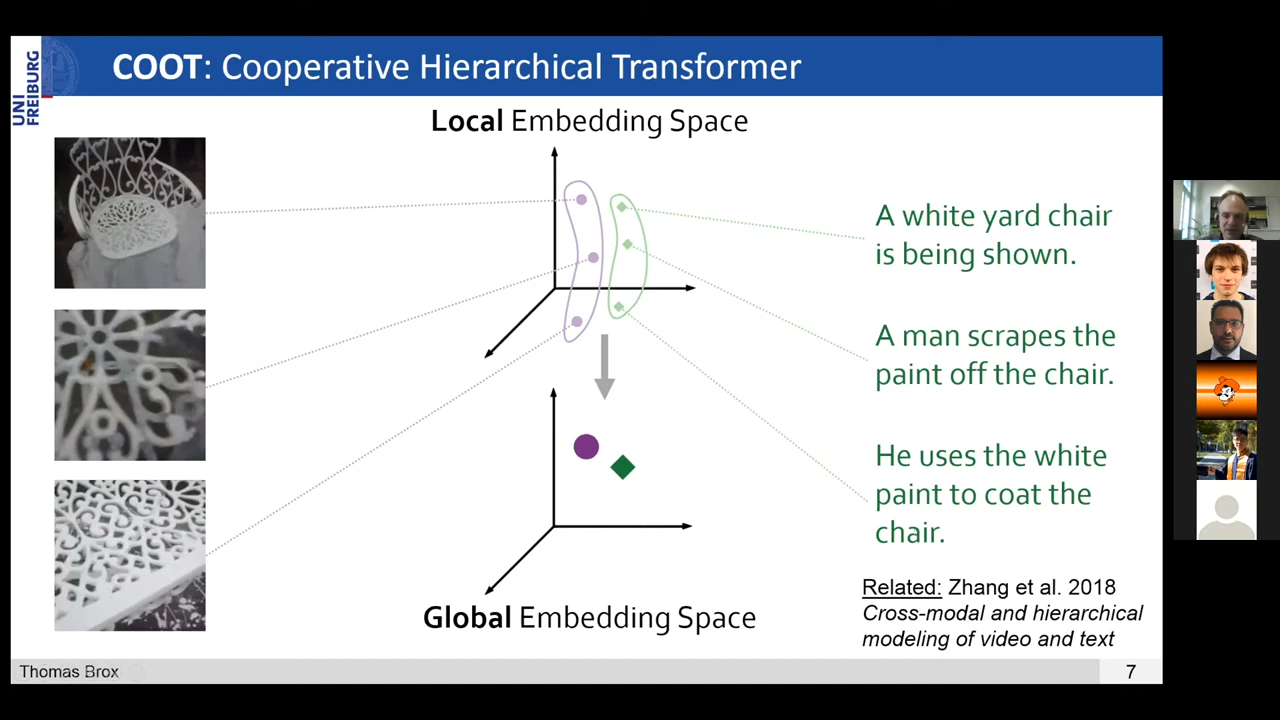 UNI
FREIBURG
COOT: Cooperative Hierarchical Transformer
Local Embedding Space
A white yard chair
is being shown.
A man scrapes the
paint off the chair.
He uses the white
paint to coat the
chair.
Global Embedding Space
Related: Zhang et al. 2018
Cross-modal and hierarchical
modeling of video and text
Thomas Brox
7